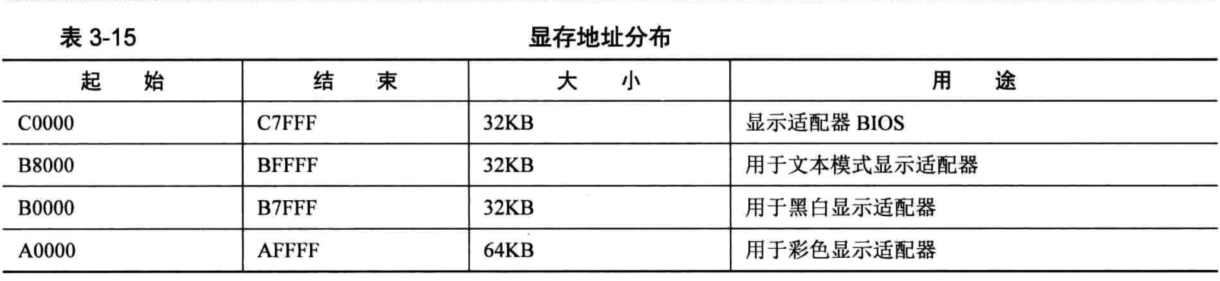 表 3-15 显存地址分布
起 始 结 束 大 小 用 途
C0000 C7FFF 32KB 显示适配器 BIOS
B8000 BFFFF 32KB 用于文本模式显示适配器
B0000 B7FFF 32KB 用于黑白显示适配器
A0000 AFFFF 64KB 用于彩色显示适配器